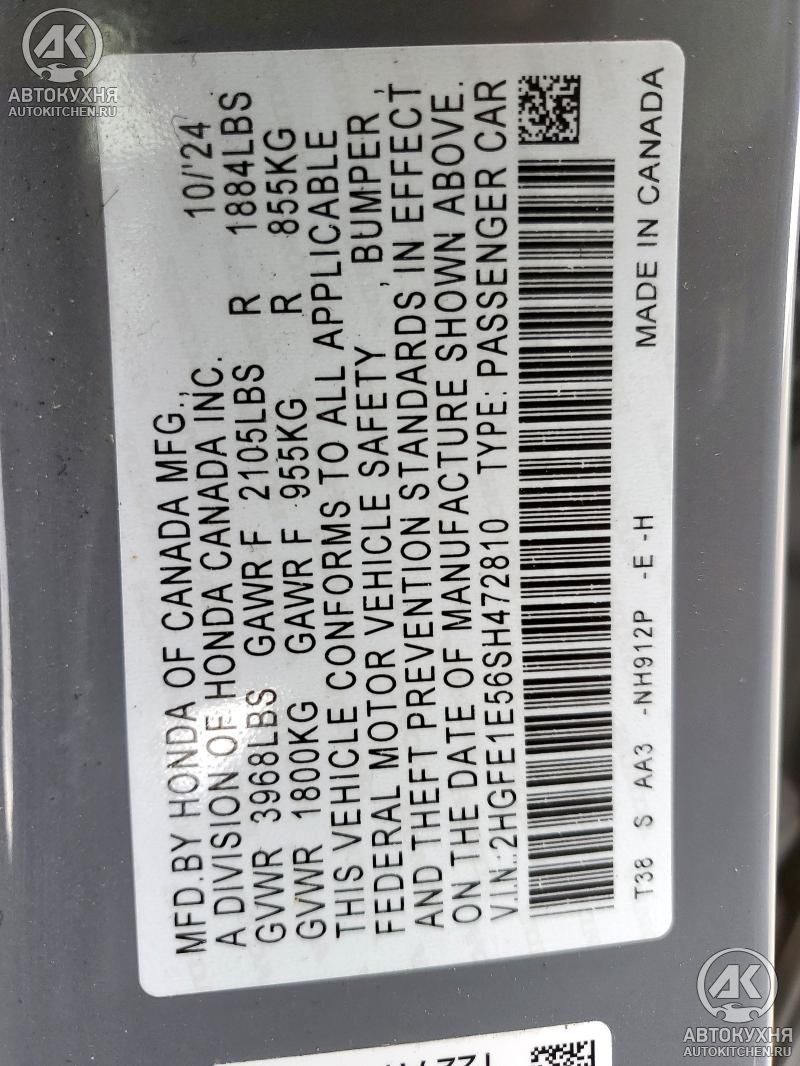 АВТОКУХНЯ
AUTOKITCHEN.RU
MFD.BY HONDA OF CANADA MFG., 10/'24
A DIVISION OF HONDA CANADA INC.
GVWR 3968LBS GAWR F 2105LBS R 1884LBS
GVWR 1800KG GAWR F 955KG R 855KG
THIS VEHICLE CONFORMS TO ALL APPLICABLE
FEDERAL MOTOR VEHICLE SAFETY , BUMPER ,
AND THEFT PREVENTION STANDARDS IN EFFECT
ON THE DATE OF MANUFACTURE SHOWN ABOVE.
V.I.N.:2HGFE1E56SH472810 TYPE: PASSENGER CAR
T38 S AA3 -NH912P -E -H MADE IN CANADA
АВТОКУХНЯ
AUTOKITCHEN.RU